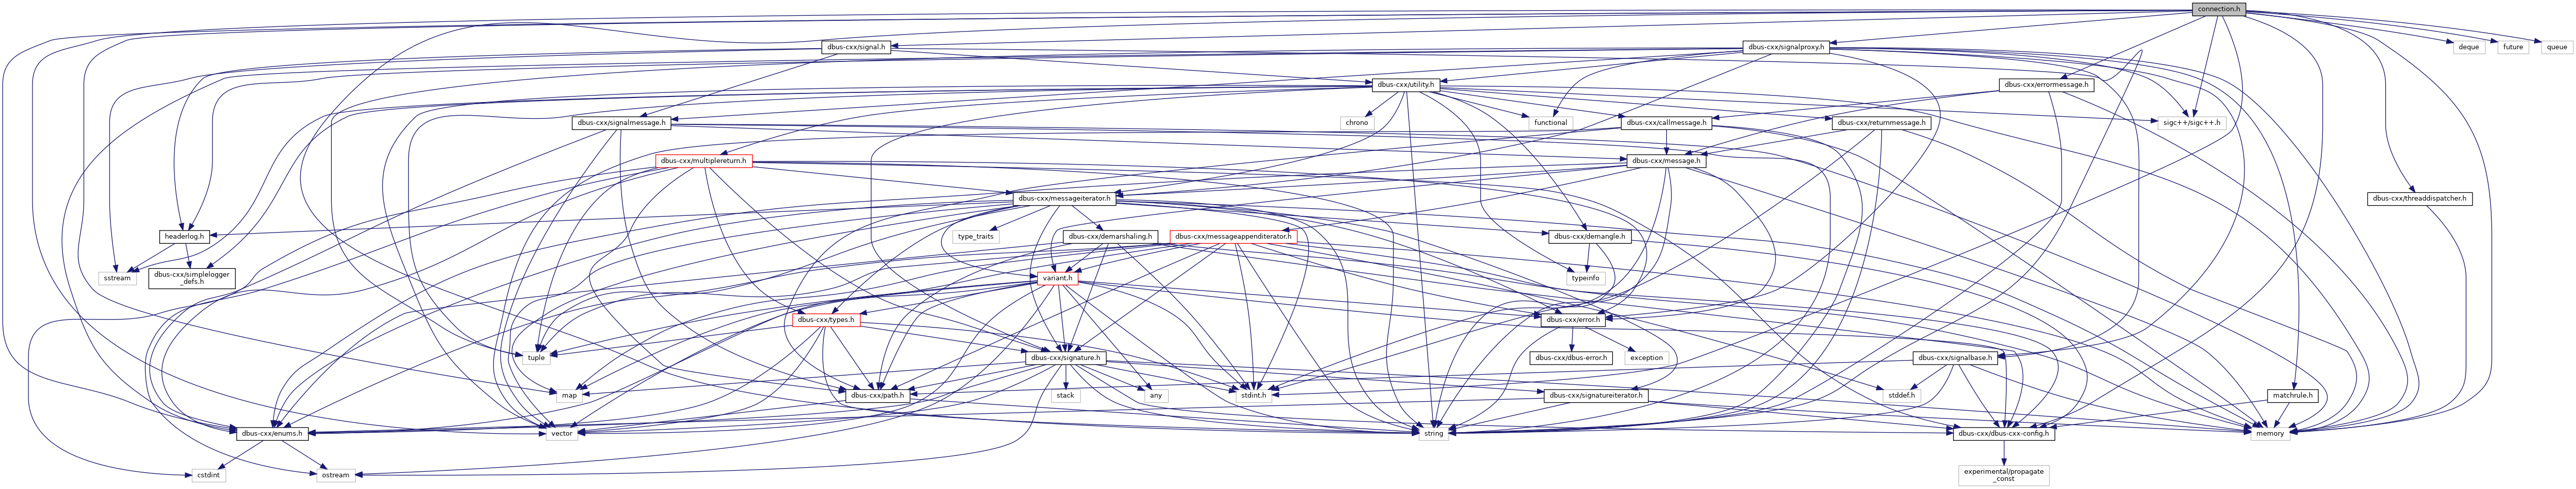 connection.h
dbus-cxx/signal.h
dbus-cxx/signalproxy.h
deque
future
queue
dbus-cxx/utility.h
dbus-cxx/errormessage.h
dbus-cxx/signalmessage.h
chrono
functional
dbus-cxx/callmessage.h
dbus-cxx/returnmessage.h
sigc++/sigc++.h
dbus-cxx/multiplereturn.h
dbus-cxx/message.h
dbus-cxx/messageiterator.h
dbus-cxx/threaddispatcher.h
headerlog.h
type_traits
dbus-cxx/demarshaling.h
dbus-cxx/messageappenditerator.h
dbus-cxx/demangle.h
sstream
dbus-cxx/simplelogger
_defs.h
variant.h
typeinfo
dbus-cxx/types.h
dbus-cxx/error.h
tuple
dbus-cxx/signature.h
dbus-cxx/dbus-error.h
exception
dbus-cxx/signalbase.h
map
dbus-cxx/path.h
stack
any
stdint.h
dbus-cxx/signatureiterator.h
stddef.h
matchrule.h
dbus-cxx/enums.h
vector
string
dbus-cxx/dbus-cxx-config.h
memory
cstdint
ostream
experimental/propagate
_const